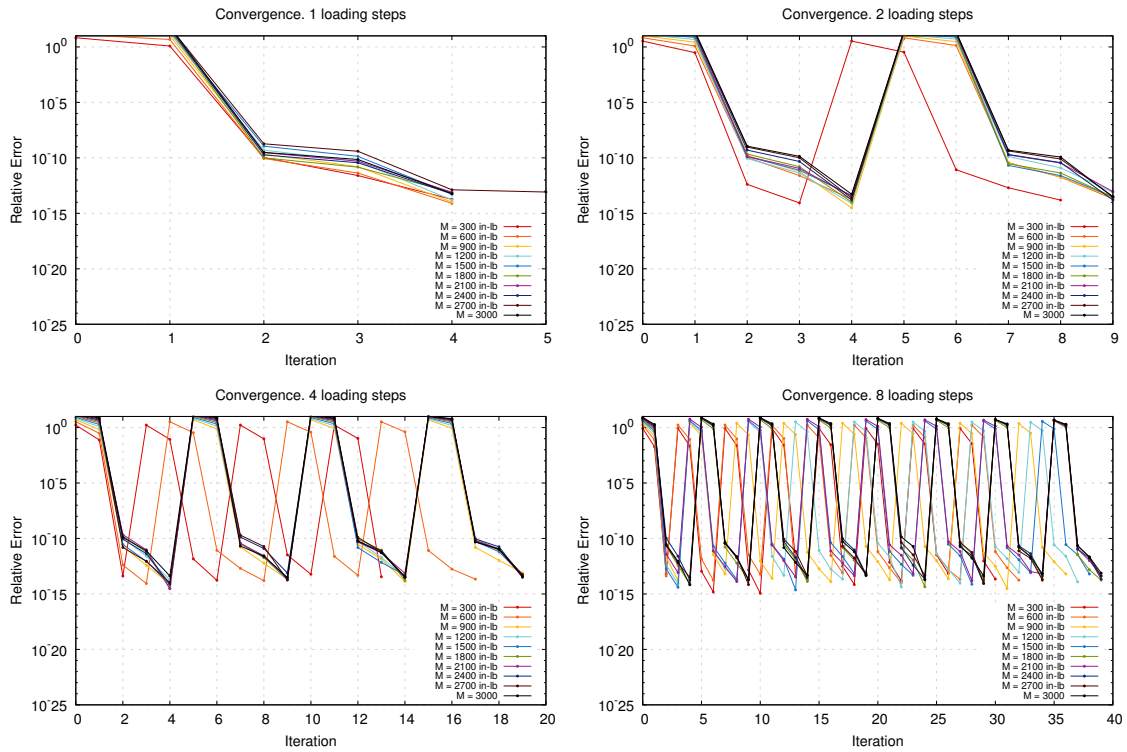 Convergence. 1 loading steps
10^0
10^-5
10^-10
10^-15
10^-20
10^-25
Relative Error
0 1 2 3 4 5
Iteration
M = 300 in-lb
M = 600 in-lb
M = 900 in-lb
M = 1200 in-lb
M = 1500 in-lb
M = 1800 in-lb
M = 2100 in-lb
M = 2400 in-lb
M = 2700 in-lb
M = 3000
Convergence. 2 loading steps
10^0
10^-5
10^-10
10^-15
10^-20
10^-25
Relative Error
0 1 2 3 4 5 6 7 8 9
Iteration
M = 300 in-lb
M = 600 in-lb
M = 900 in-lb
M = 1200 in-lb
M = 1500 in-lb
M = 1800 in-lb
M = 2100 in-lb
M = 2400 in-lb
M = 2700 in-lb
M = 3000
Convergence. 4 loading steps
10^0
10^-5
10^-10
10^-15
10^-20
10^-25
Relative Error
0 2 4 6 8 10 12 14 16 18 20
Iteration
M = 300 in-lb
M = 600 in-lb
M = 900 in-lb
M = 1200 in-lb
M = 1500 in-lb
M = 1800 in-lb
M = 2100 in-lb
M = 2400 in-lb
M = 2700 in-lb
M = 3000
Convergence. 8 loading steps
10^0
10^-5
10^-10
10^-15
10^-20
10^-25
Relative Error
0 5 10 15 20 25 30 35 40
Iteration
M = 300 in-lb
M = 600 in-lb
M = 900 in-lb
M = 1200 in-lb
M = 1500 in-lb
M = 1800 in-lb
M = 2100 in-lb
M = 2400 in-lb
M = 2700 in-lb
M = 3000